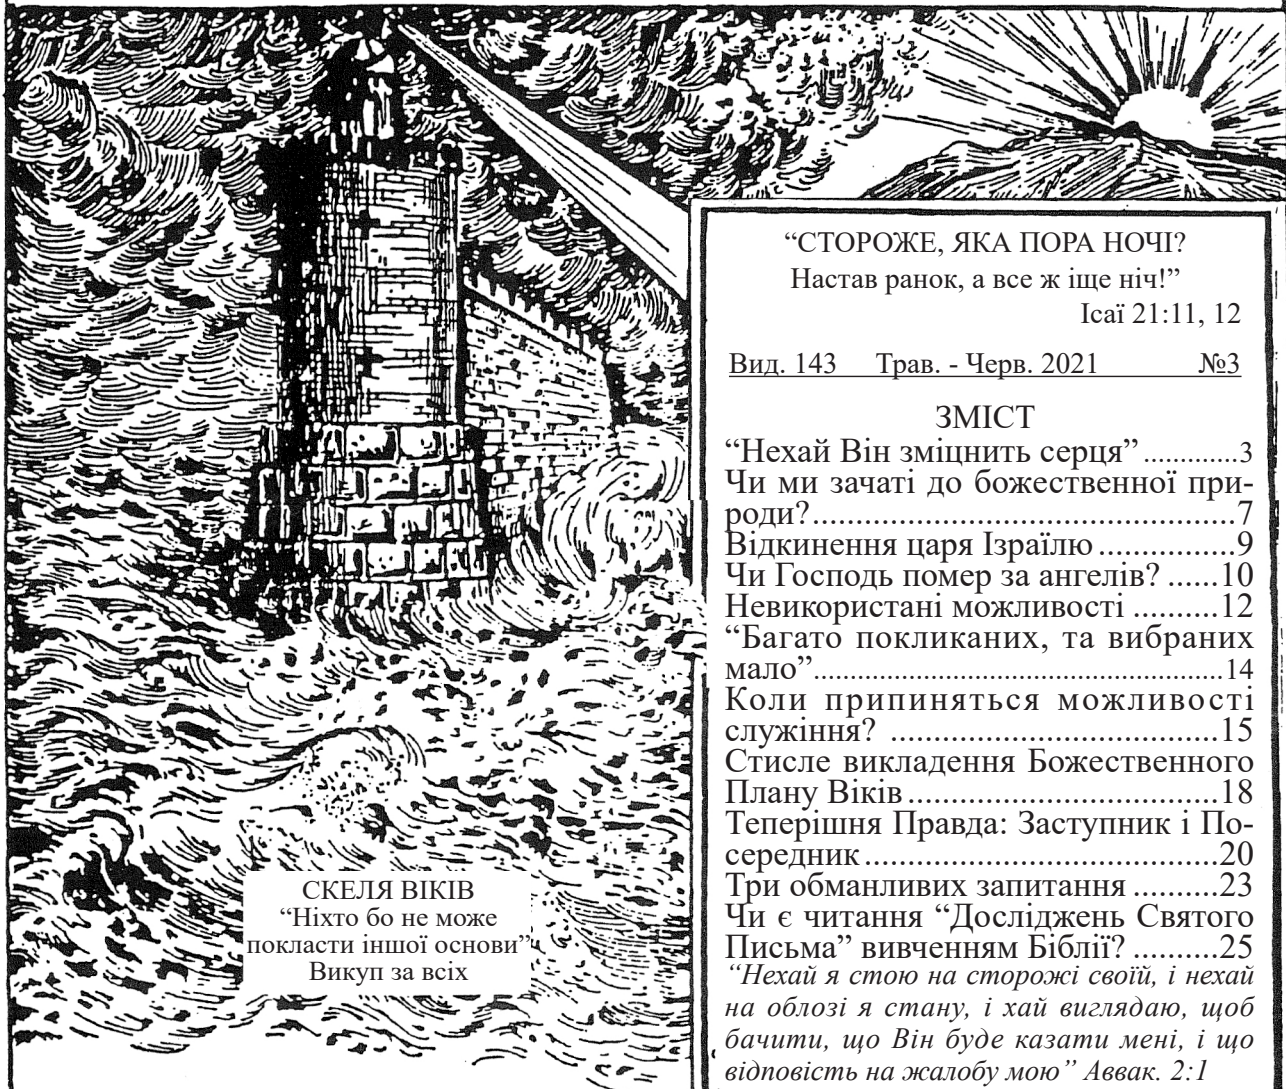 “СТОРОЖЕ, ЯКА ПОРА НОЧІ?
Настав ранок, а все ж іще ніч!”
Ісаї 21:11, 12
Вид. 143 Трав. - Черв. 2021 №3
ЗМІСТ
“Нехай Він зміцнить серця” .............3
Чи ми зачаті до божественної при-
роди?.................................................7
Відкинення царя Ізраїлю ................9
Чи Господь помер за ангелів? ......10
Невикористані можливості ..........12
“Багато покликаних, та вибраних
мало”.........................................................14
Коли припиняться можливості
служіння? ........................................15
Стисле викладення Божественного
Плану Віків.....................................18
Теперішня Правда: Заступник і По-
середник..........................................20
Три обманливих запитання ..........23
Чи є читання “Досліджень Святого
Письма” вивченням Біблії? ...........25
“Нехай я стою на сторожі своїй, і нехай
на облозі я стану, і хай виглядаю, щоб
бачити, що Він буде казати мені, і що
відповість на жалобу мою” Аввак. 2:1
СКЕЛЯ ВІКІВ
“Ніхто бо не може
покласти іншої основи”
Викуп за всіх